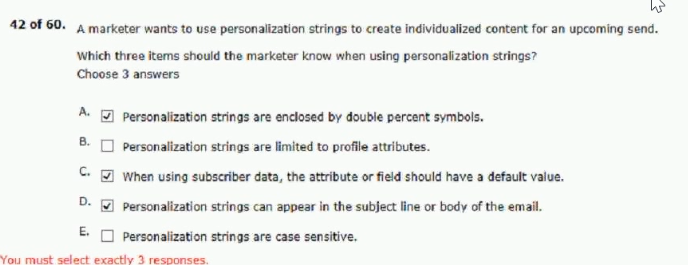 42 of 60. A marketer wants to use personalization strings to create individualized content for an upcoming send.
Which three items should the marketer know when using personalization strings?
Choose 3 answers
A. Personalization strings are enclosed by double percent symbols.
B. Personalization strings are limited to profile attributes.
C. When using subscriber data, the attribute or field should have a default value.
D. Personalization strings can appear in the subject line or body of the email.
E. Personalization strings are case sensitive.
You must select exactly 3 responses.